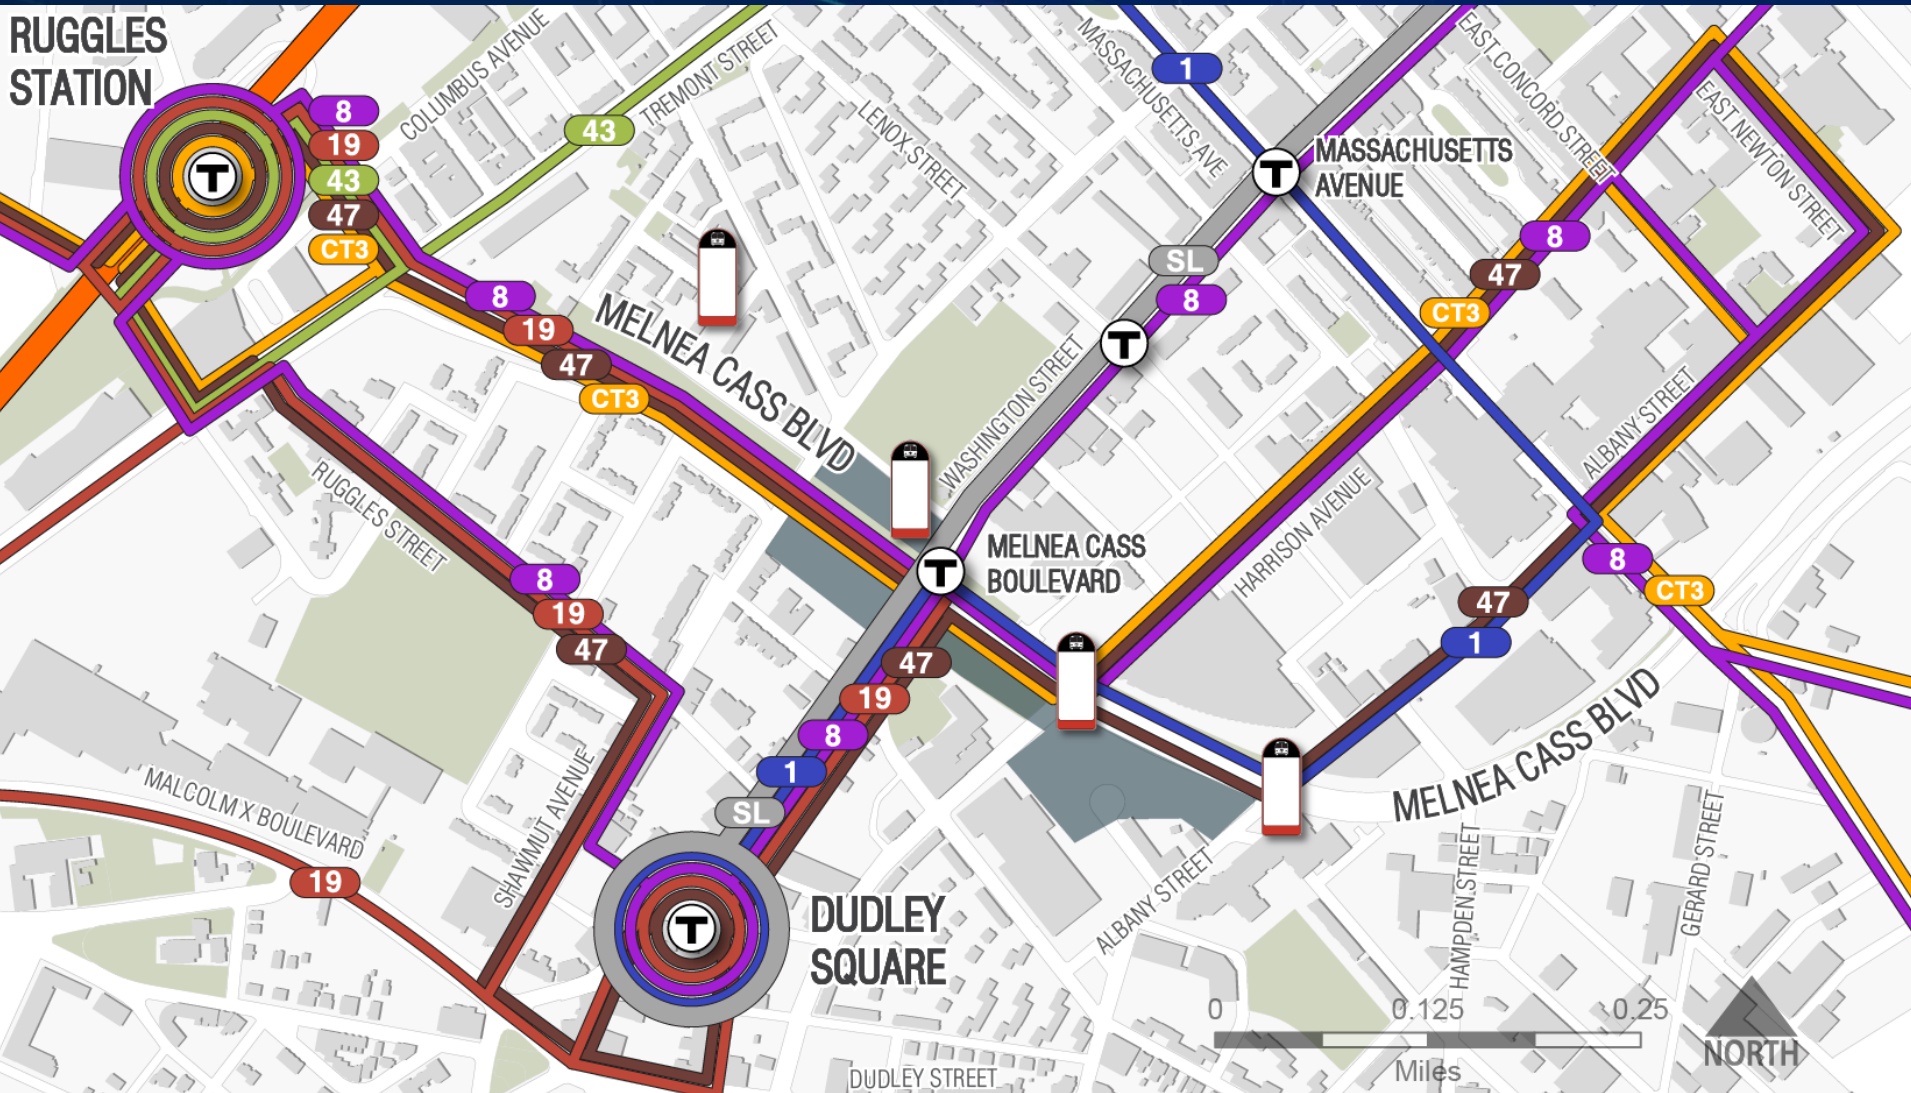 RUGGLES
STATION
T
8
19
43
47
CT3
COLUMBUS AVENUE
43
TREMONT STREET
LENOX STREET
MASSACHUSETTS AVENUE
1
MASSACHUSETTS AVE
T
MASSACHUSETTS
AVENUE
EAST CONCORD STREET
EAST NEWTON STREET
8
47
CT3
SL
8
T
WASHINGTON STREET
8
19
47
CT3
MELNEA CASS BLVD
T
MELNEA CASS
BOULEVARD
HARRISON AVENUE
ALBANY STREET
8
CT3
47
1
MELNEA CASS BLVD
RUGGLES STREET
8
19
47
47
19
8
1
SL
MALCOLM X BOULEVARD
19
SHAWMUT AVENUE
T
DUDLEY
SQUARE
ALBANY STREET
HAMPDEN STREET
GERARD STREET
DUDLEY STREET
0
0.125
0.25
Miles
NORTH